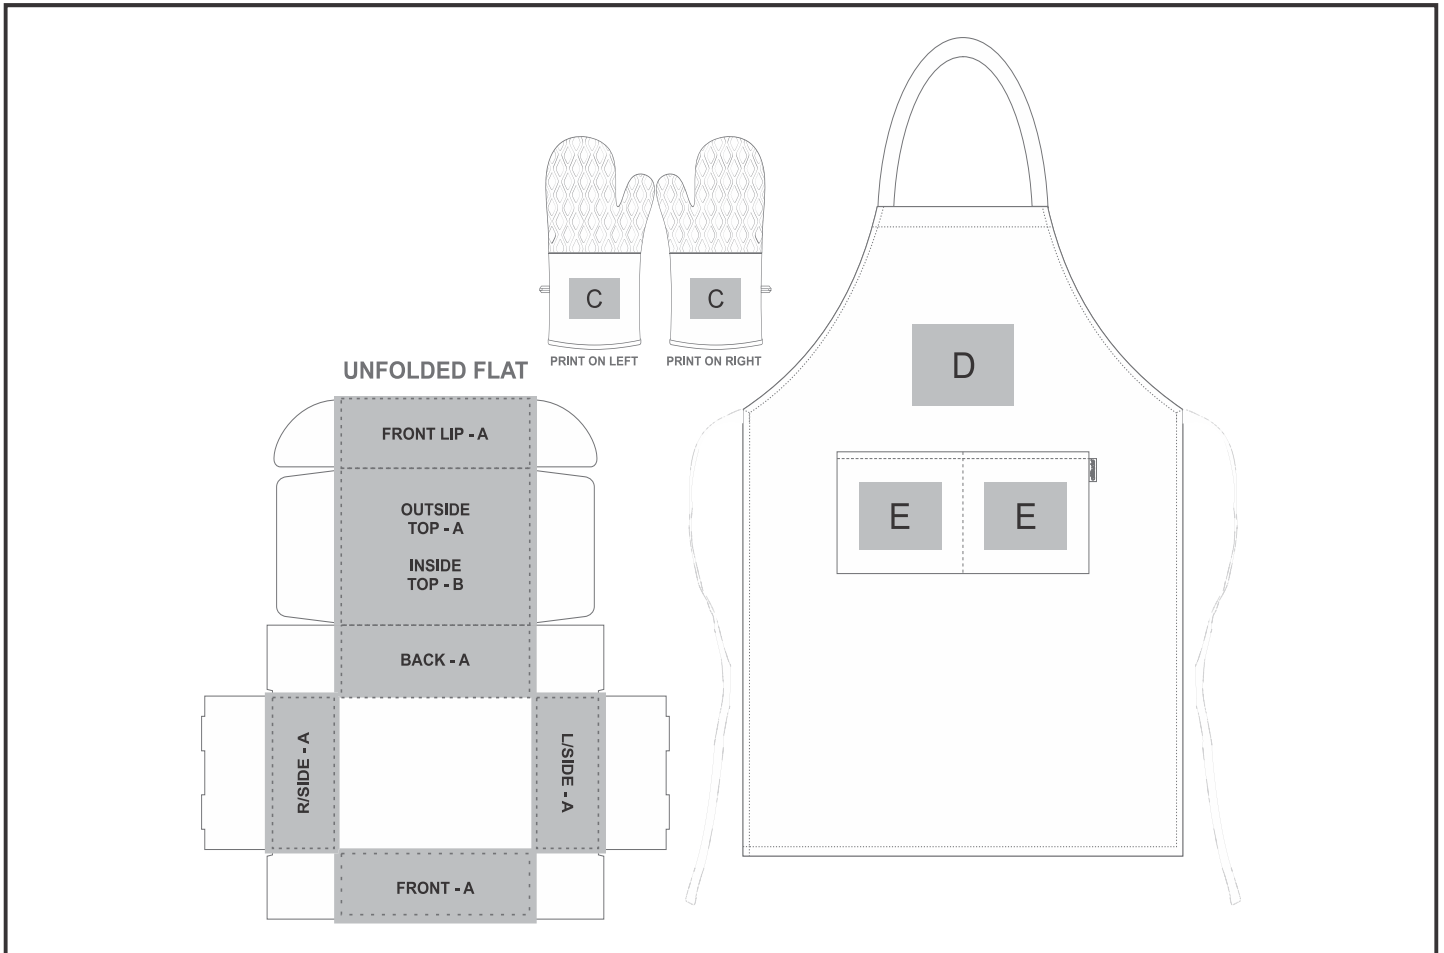 C
C
PRINT ON LEFT
PRINT ON RIGHT
D
E
E
UNFOLDED FLAT
FRONT LIP - A
OUTSIDE
TOP - A
INSIDE
TOP - B
BACK - A
R/SIDE - A
L/SIDE - A
FRONT - A